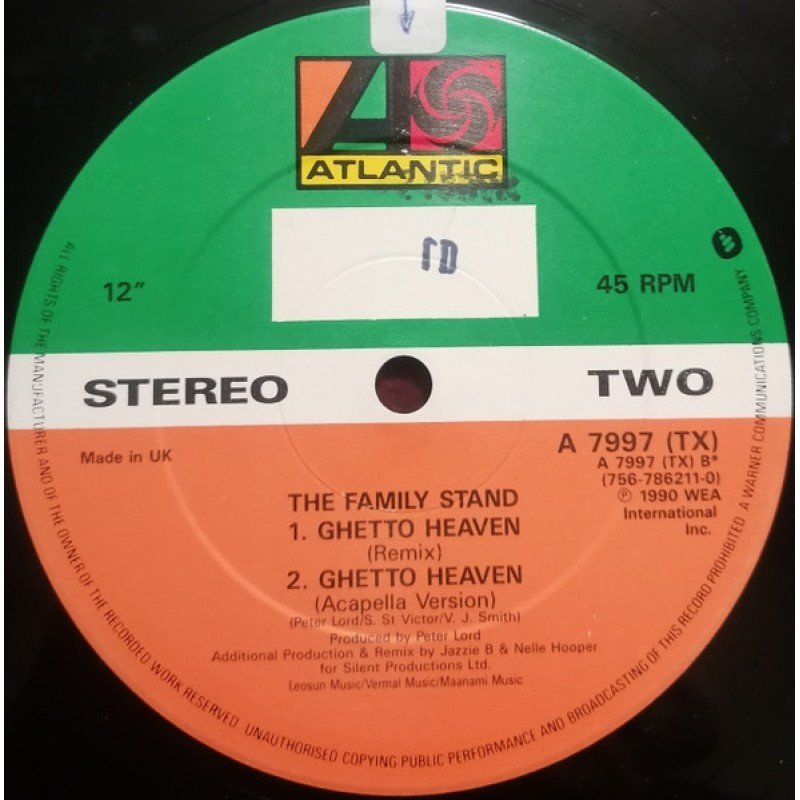 ATLANTIC
12"
45 RPM
STEREO
TWO
Made in UK
A 7997 (TX)
A 7997 (TX) B*
(756-786211-0)
℗ 1990 WEA
International
Inc.
THE FAMILY STAND
1. GHETTO HEAVEN
(Remix)
2. GHETTO HEAVEN
(Acapella Version)
(Peter Lord/S. St Victor/V. J. Smith)
Produced by Peter Lord
Additional Production & Remix by Jazzie B & Nelle Hooper
for Silent Productions Ltd.
Leosun Music/Vermal Music/Maanami Music
ALL RIGHTS OF THE MANUFACTURER AND OF THE OWNER OF THE RECORDED WORK RESERVED UNAUTHORISED COPYING PUBLIC PERFORMANCE AND BROADCASTING OF THIS RECORD PROHIBITED A WARNER COMMUNICATIONS COMPANY